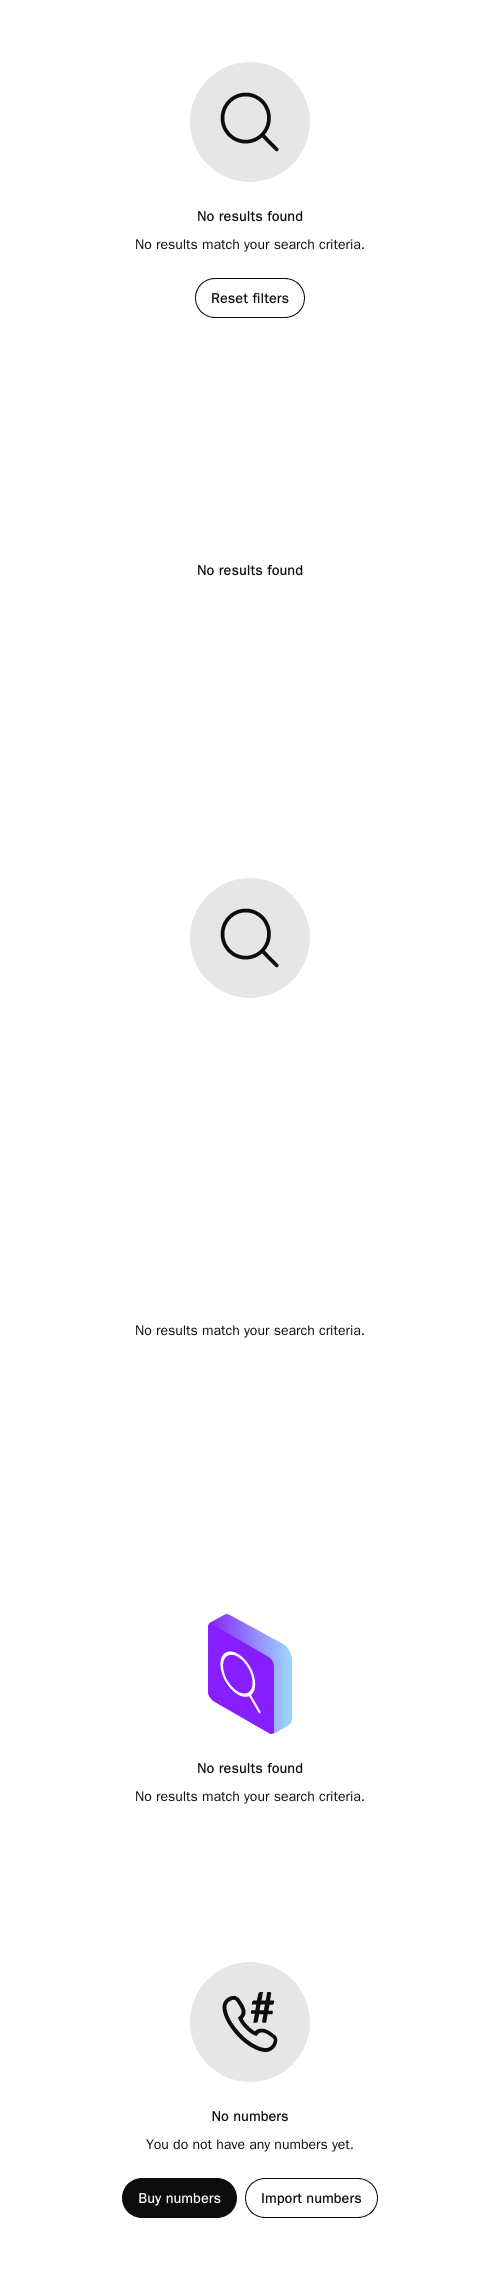 No results found
No results match your search criteria.
Reset filters
No results found
No results match your search criteria.
No results found
No results match your search criteria.
#
No numbers
You do not have any numbers yet.
Buy numbers Import numbers